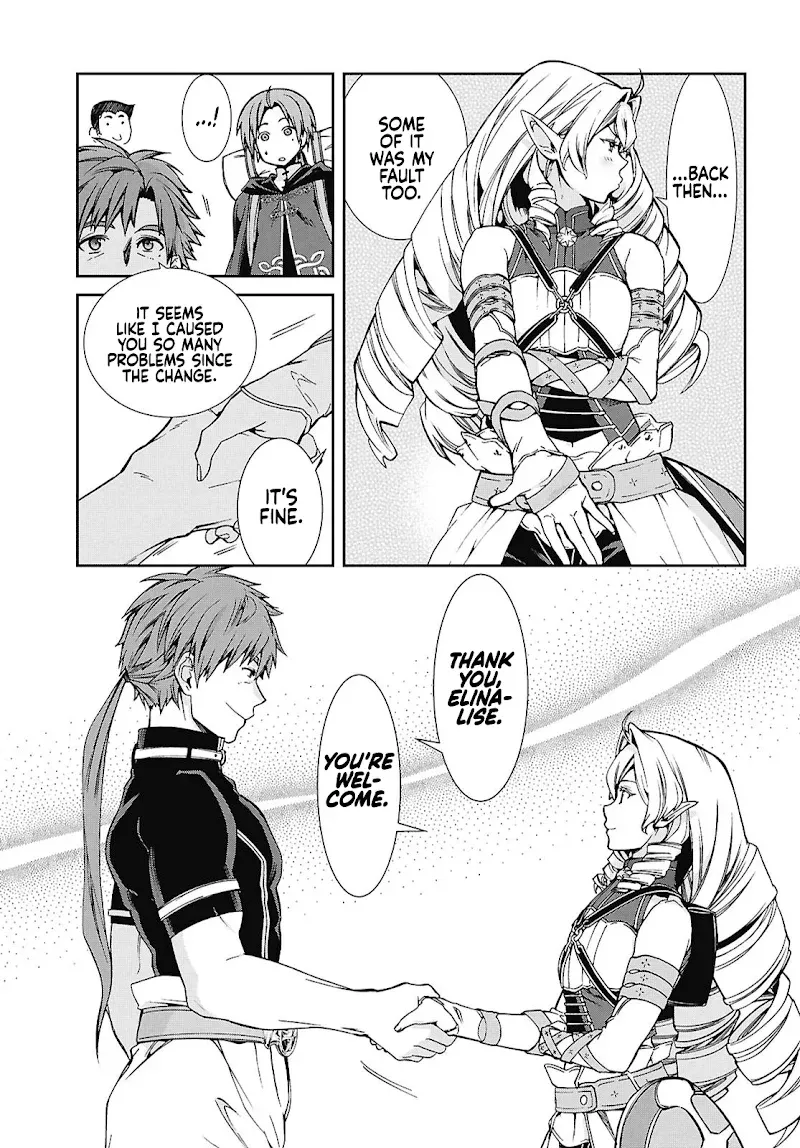 ...BACK
THEN...
SOME
OF IT
WAS MY
FAULT
TOO.
...!
IT SEEMS
LIKE I CAUSED
YOU SO MANY
PROBLEMS SINCE
THE CHANGE.
IT'S
FINE.
THANK
YOU,
ELINA-
LISE.
YOU'RE
WEL-
COME.